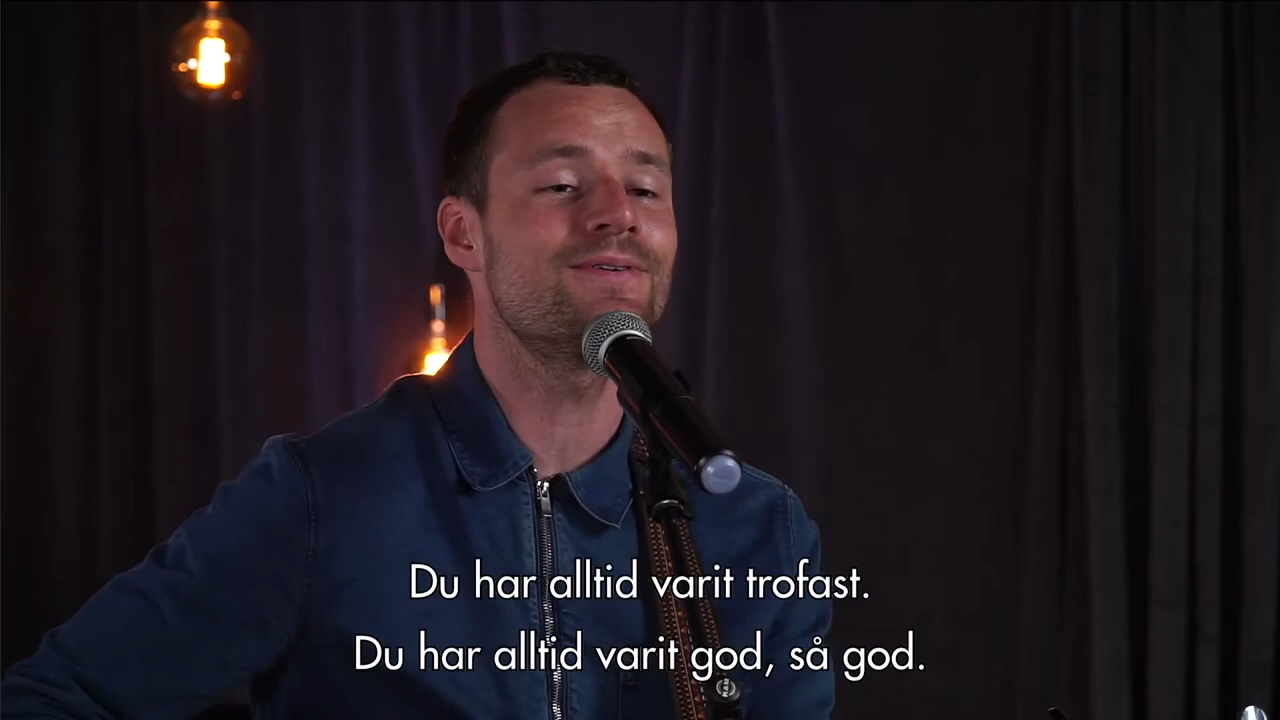 Du har alltid varit trofast.
Du har alltid varit god, så god.